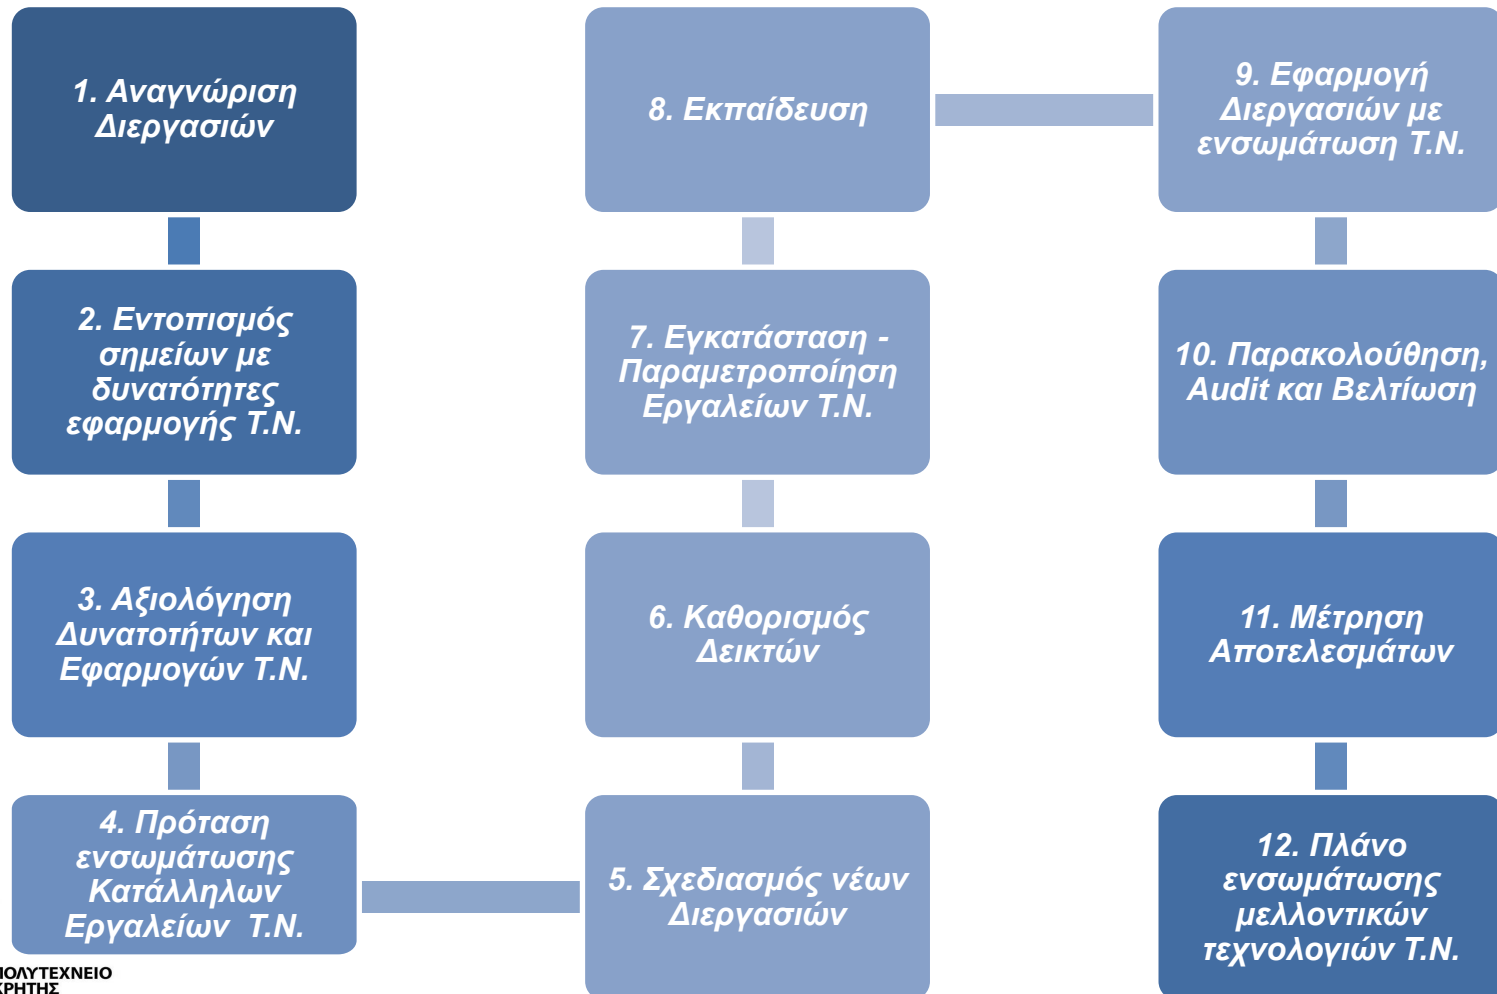 1. Αναγνώριση
Διεργασιών
2. Εντοπισμός
σημείων με
δυνατότητες
εφαρμογής Τ.Ν.
3. Αξιολόγηση
Δυνατοτήτων και
Εφαρμογών Τ.Ν.
4. Πρόταση
ενσωμάτωσης
Κατάλληλων
Εργαλείων Τ.Ν.
5. Σχεδιασμός νέων
Διεργασιών
6. Καθορισμός
Δεικτών
7. Εγκατάσταση -
Παραμετροποίηση
Εργαλείων Τ.Ν.
8. Εκπαίδευση
9. Εφαρμογή
Διεργασιών με
ενσωμάτωση Τ.Ν.
10. Παρακολούθηση,
Audit και Βελτίωση
11. Μέτρηση
Αποτελεσμάτων
12. Πλάνο
ενσωμάτωσης
μελλοντικών
τεχνολογιών Τ.Ν.
ΠΟΛΥΤΕΧΝΕΙΟ
ΚΡΗΤΗΣ